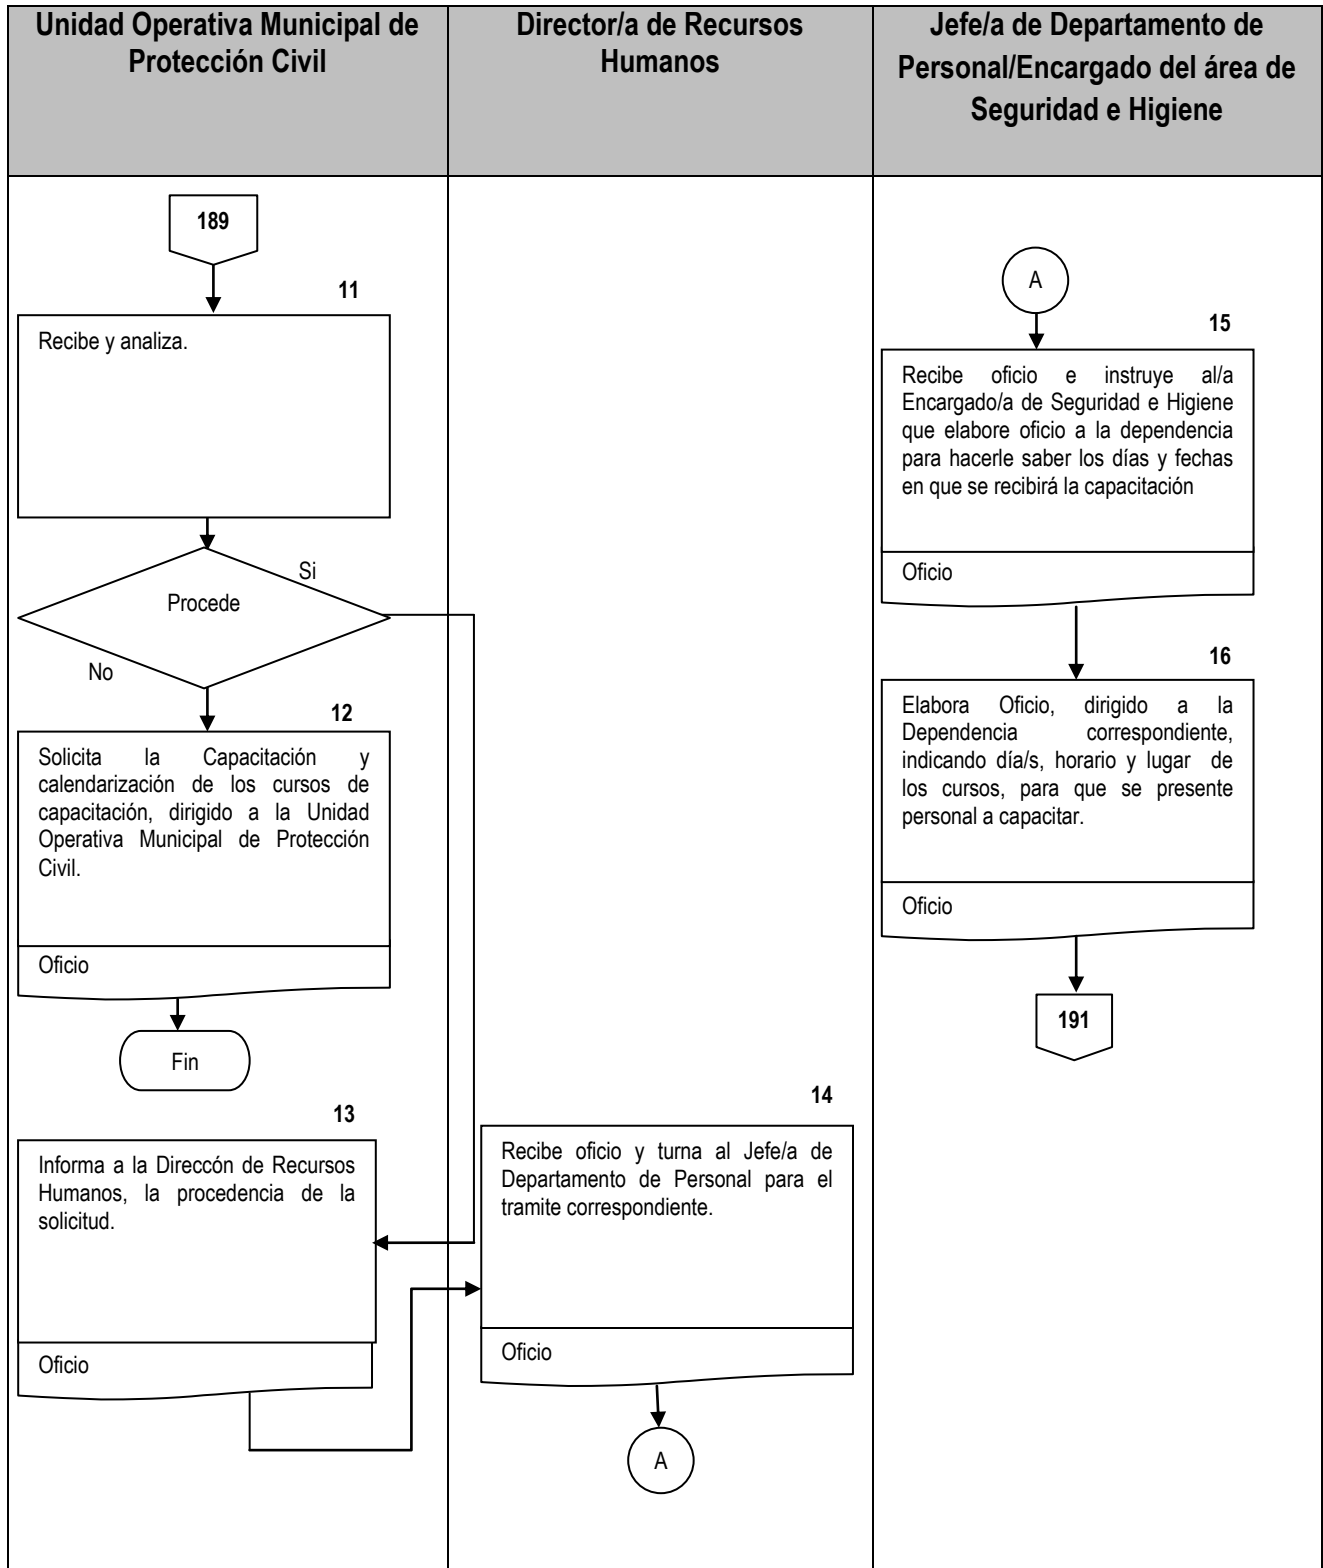 Unidad Operativa Municipal de
Protección Civil
Director/a de Recursos
Humanos
Jefe/a de Departamento de
Personal/Encargado del área de
Seguridad e Higiene
189
11
Recibe y analiza.
Si
Procede
No
12
Solicita la Capacitación y
calendarización de los cursos de
capacitación, dirigido a la Unidad
Operativa Municipal de Protección
Civil.
Oficio
Fin
13
Informa a la Direccón de Recursos
Humanos, la procedencia de la
solicitud.
Oficio
14
Recibe oficio y turna al Jefe/a de
Departamento de Personal para el
tramite correspondiente.
Oficio
A
A
15
Recibe oficio e instruye al/a
Encargado/a de Seguridad e Higiene
que elabore oficio a la dependencia
para hacerle saber los días y fechas
en que se recibirá la capacitación
Oficio
16
Elabora Oficio, dirigido a la
Dependencia correspondiente,
indicando día/s, horario y lugar de
los cursos, para que se presente
personal a capacitar.
Oficio
191